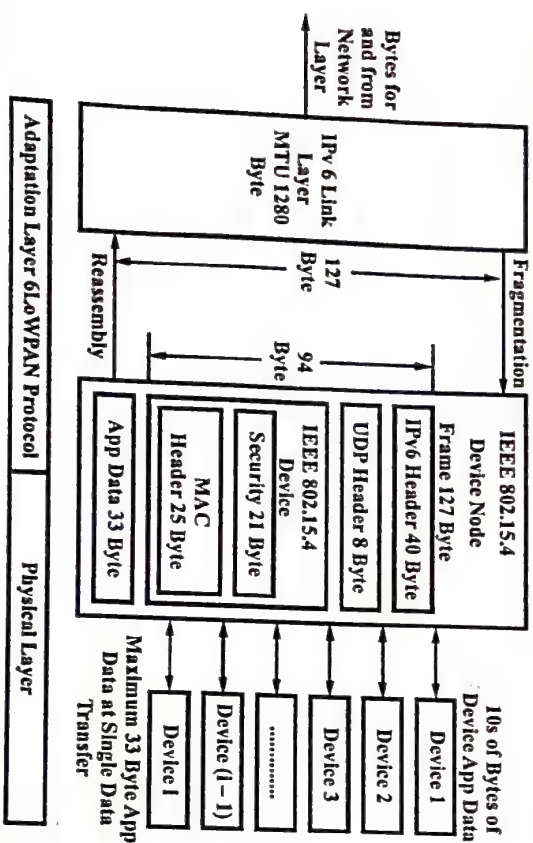 Bytes for
and from
Network
Layer
IPv 6 Link
Layer
MTU 1280
Byte
Fragmentation
127
Byte
Reassembly
94
Byte
IEEE 802.15.4
Device Node
Frame 127 Byte
IPv6 Header 40 Byte
UDP Header 8 Byte
IEEE 802.15.4
Device
Security 21 Byte
MAC
Header 25 Byte
App Data 33 Byte
10s of Bytes of
Device App Data
Device 1
Device 2
Device 3
..............
Device (I – 1)
Device I
Maximum 33 Byte App
Data at Single Data
Transfer
Adaptation Layer 6LoWPAN Protocol
Physical Layer